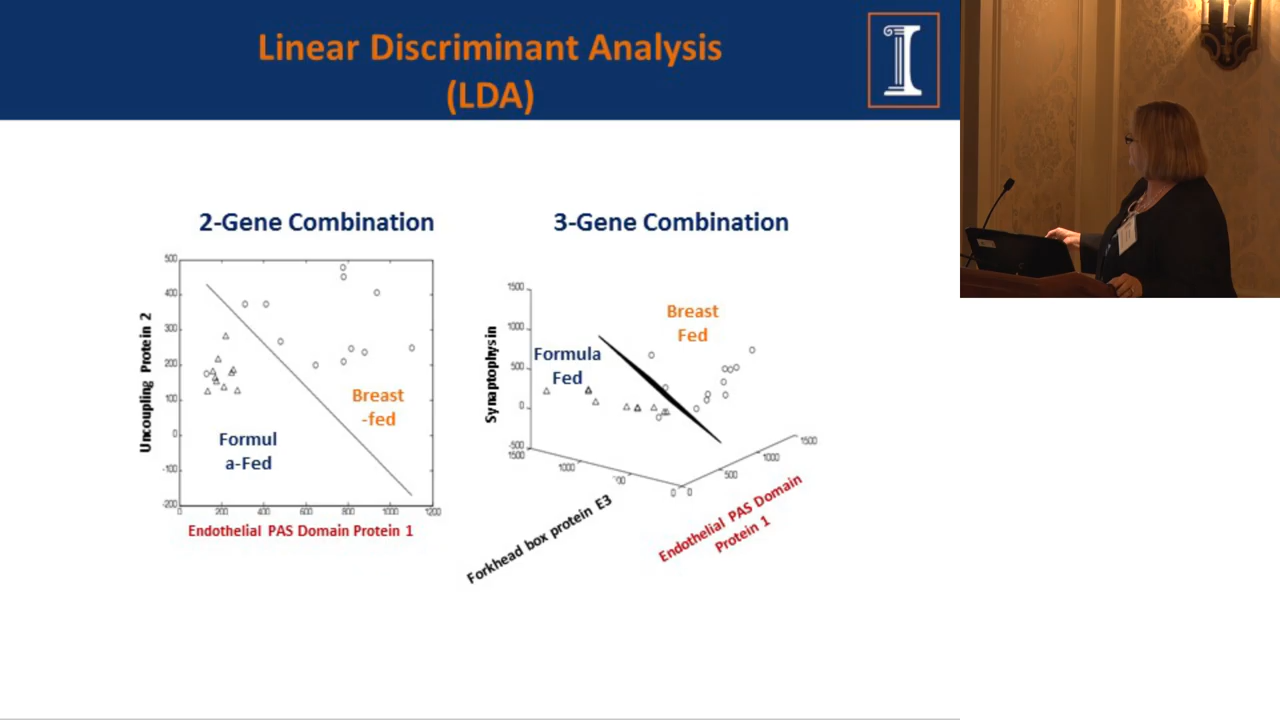 Linear Discriminant Analysis
(LDA)
2-Gene Combination
3-Gene Combination
500
400
300
200
100
0
-100
-200
0
200
400
600
800
1000
1200
Uncoupling Protein 2
Formul
a-Fed
Breast
-fed
Endothelial PAS Domain Protein 1
1500
1000
500
0
-500
Synaptophysin
Formula
Fed
Breast
Fed
1500
1000
0
0
500
1000
1500
Forkhead box protein E3
Endothelial PAS Domain
Protein 1